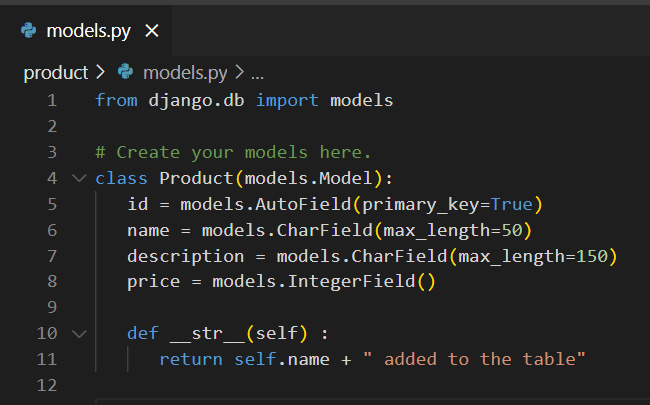 models.py ×
product > models.py > ...
1 from django.db import models
2
3 # Create your models here.
4 class Product(models.Model):
5     id = models.AutoField(primary_key=True)
6     name = models.CharField(max_length=50)
7     description = models.CharField(max_length=150)
8     price = models.IntegerField()
9
10     def __str__(self) :
11         return self.name + " added to the table"
12